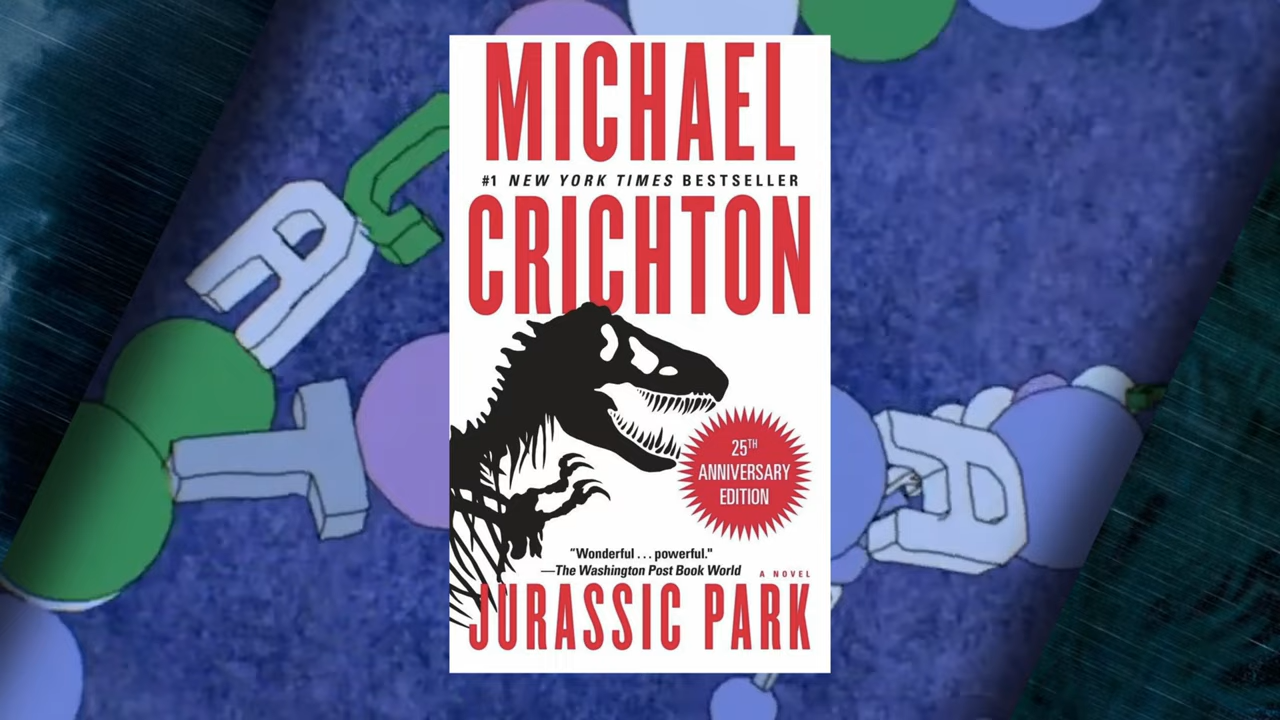 MICHAEL
#1 NEW YORK TIMES BESTSELLER
CRICHTON
25TH
ANNIVERSARY
EDITION
"Wonderful . . . powerful."
—The Washington Post Book World
A NOVEL
JURASSIC PARK
A
G
T
A